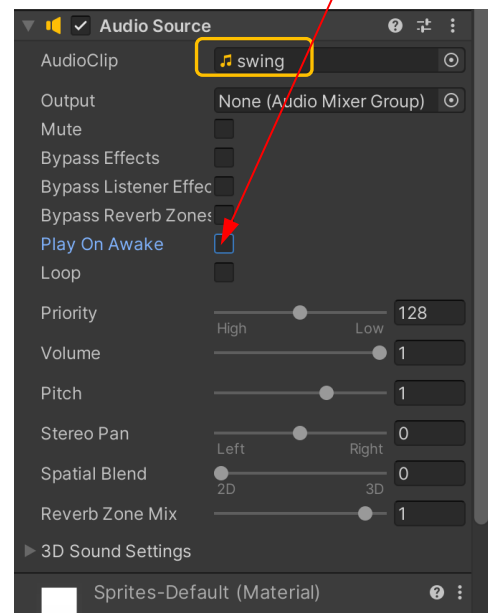 Audio Source
AudioClip swing
Output None (Audio Mixer Group)
Mute
Bypass Effects
Bypass Listener Effec
Bypass Reverb Zones
Play On Awake
Loop
Priority 128
High Low
Volume 1
Pitch 1
Stereo Pan 0
Left Right
Spatial Blend 0
2D 3D
Reverb Zone Mix 1
3D Sound Settings
Sprites-Default (Material)